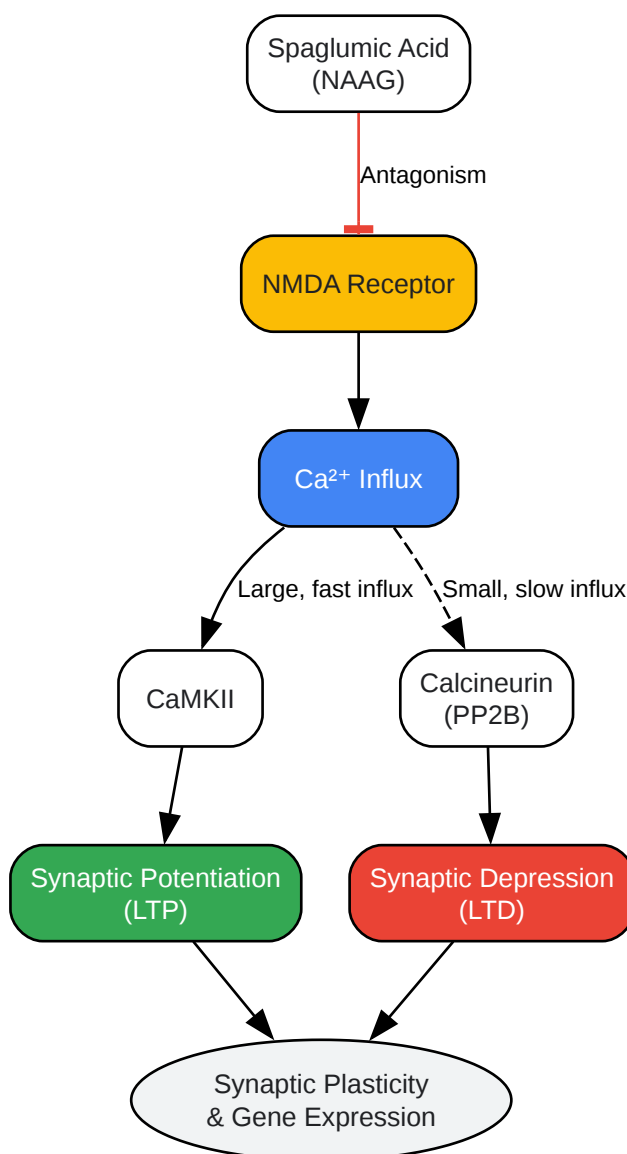 Spaglumic Acid
(NAAG)
Antagonism
NMDA Receptor
Ca²⁺ Influx
Large, fast influx
Small, slow influx
CaMKII
Calcineurin
(PP2B)
Synaptic Potentiation
(LTP)
Synaptic Depression
(LTD)
Synaptic Plasticity
& Gene Expression